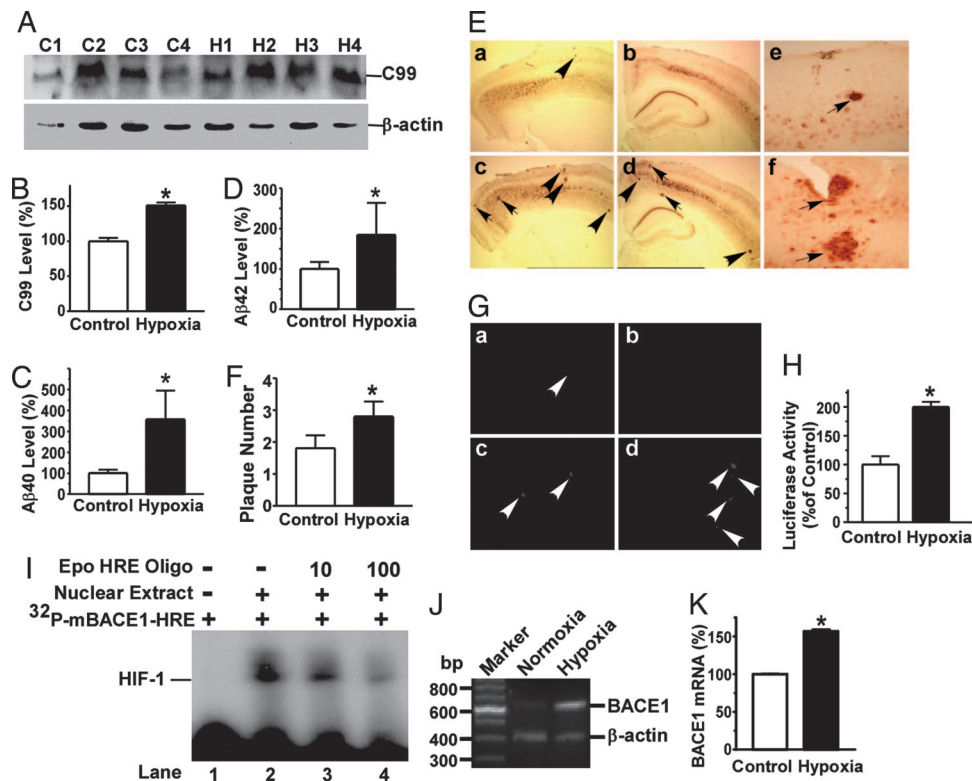 A
C1 C2 C3 C4 H1 H2 H3 H4
C99
β-actin
B
C99 Level (%)
150
100
50
0
Control Hypoxia
*
D
Aβ42 Level (%)
300
200
100
0
Control Hypoxia
*
C
Aβ40 Level (%)
500
400
300
200
100
0
Control Hypoxia
*
F
Plaque Number
4
3
2
1
0
Control Hypoxia
*
E
a
b
e
c
d
f
G
a
b
c
d
H
Luciferase Activity
(% of Control)
200
150
100
50
0
Control Hypoxia
*
I
Epo HRE Oligo - - 10 100
Nuclear Extract - + + +
32P-mBACE1-HRE + + + +
HIF-1
Lane 1 2 3 4
J
Marker Normoxia Hypoxia
bp
800
600
400
300
BACE1
β-actin
K
BACE1 mRNA (%)
150
100
50
0
Control Hypoxia
*